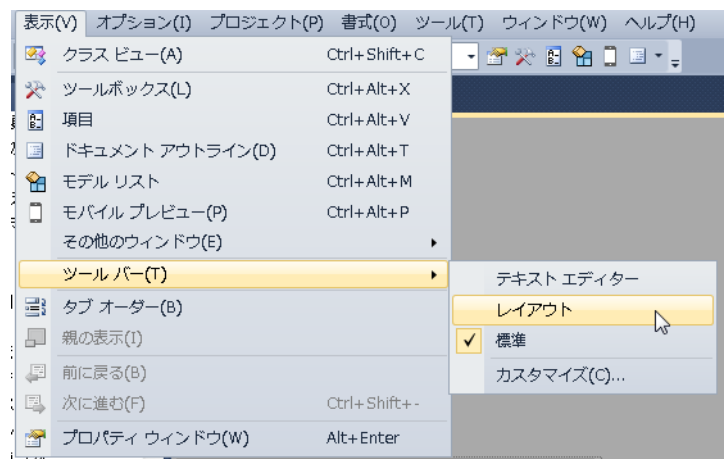 表示(V) オプション(I) プロジェクト(P) 書式(O) ツール(T) ウィンドウ(W) ヘルプ(H)
クラス ビュー(A) Ctrl+Shift+C
ツールボックス(L) Ctrl+Alt+X
項目 Ctrl+Alt+V
ドキュメント アウトライン(D) Ctrl+Alt+T
モデル リスト Ctrl+Alt+M
モバイル プレビュー(P) Ctrl+Alt+P
その他のウィンドウ(E)
ツール バー(T)
テキスト エディター
レイアウト
標準
カスタマイズ(C)...
タブ オーダー(B)
親の表示(I)
前に戻る(B)
次に進む(F) Ctrl+Shift+-
プロパティ ウィンドウ(W) Alt+Enter